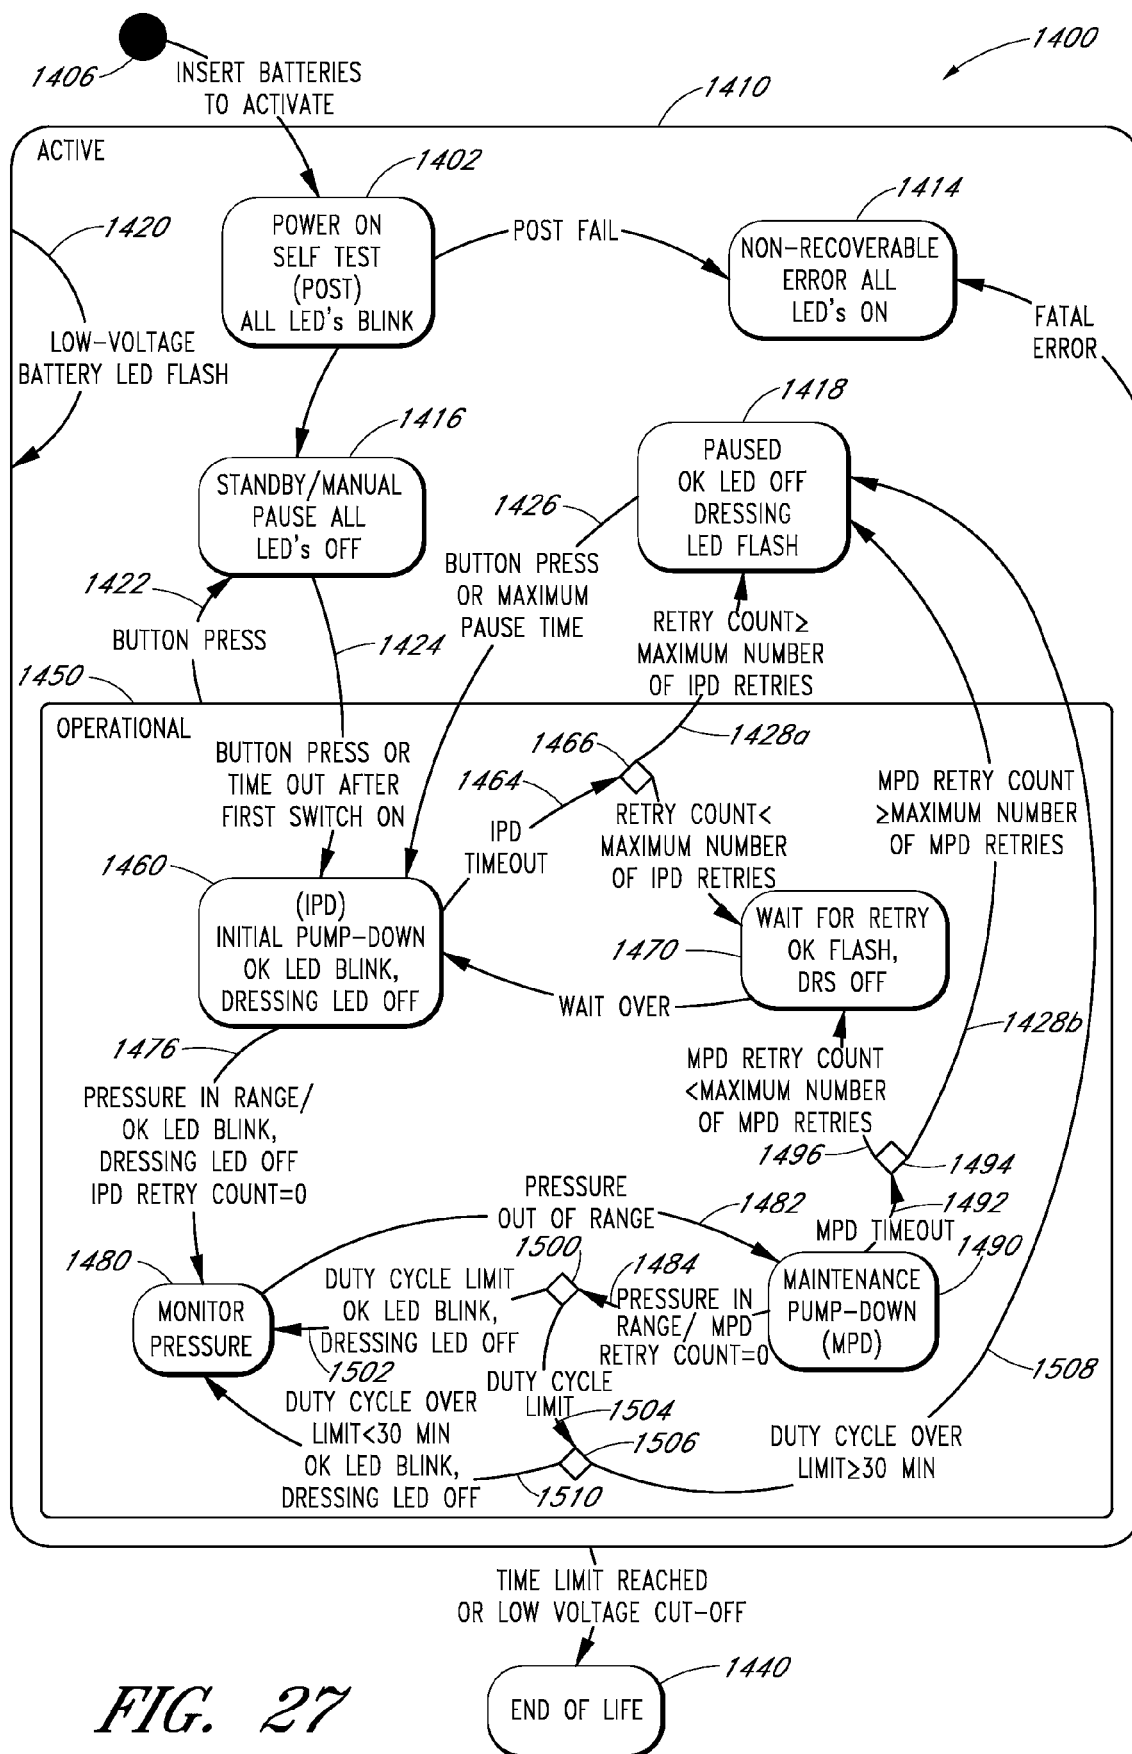 1400
1406
INSERT BATTERIES
TO ACTIVATE
1410
ACTIVE
1402
1414
1420
POWER ON
SELF TEST
(POST)
ALL LED's BLINK
POST FAIL
NON-RECOVERABLE
ERROR ALL
LED's ON
FATAL
ERROR
LOW-VOLTAGE
BATTERY LED FLASH
1416
1418
STANDBY/MANUAL
PAUSE ALL
LED's OFF
PAUSED
OK LED OFF
DRESSING
LED FLASH
1426
1422
BUTTON PRESS
BUTTON PRESS
OR MAXIMUM
PAUSE TIME
1424
RETRY COUNT≥
MAXIMUM NUMBER
OF IPD RETRIES
1450
OPERATIONAL
1428a
1466
BUTTON PRESS OR
TIME OUT AFTER
FIRST SWITCH ON
1464
IPD
TIMEOUT
RETRY COUNT<
MAXIMUM NUMBER
OF IPD RETRIES
MPD RETRY COUNT
≥MAXIMUM NUMBER
OF MPD RETRIES
1460
(IPD)
INITIAL PUMP-DOWN
OK LED BLINK,
DRESSING LED OFF
WAIT FOR RETRY
OK FLASH,
DRS OFF
1470
WAIT OVER
1428b
1476
MPD RETRY COUNT
<MAXIMUM NUMBER
OF MPD RETRIES
PRESSURE IN RANGE/
OK LED BLINK,
DRESSING LED OFF
IPD RETRY COUNT=0
1496
1494
PRESSURE
OUT OF RANGE
1482
1492
MPD TIMEOUT
1490
1480
1500
1484
MONITOR
PRESSURE
DUTY CYCLE LIMIT
OK LED BLINK,
DRESSING LED OFF
PRESSURE IN
RANGE/ MPD
RETRY COUNT=0
MAINTENANCE
PUMP-DOWN
(MPD)
1502
DUTY CYCLE
LIMIT
1508
DUTY CYCLE OVER
LIMIT<30 MIN
OK LED BLINK,
DRESSING LED OFF
1504
1506
1510
DUTY CYCLE OVER
LIMIT≥30 MIN
TIME LIMIT REACHED
OR LOW VOLTAGE CUT-OFF
1440
END OF LIFE
FIG. 27